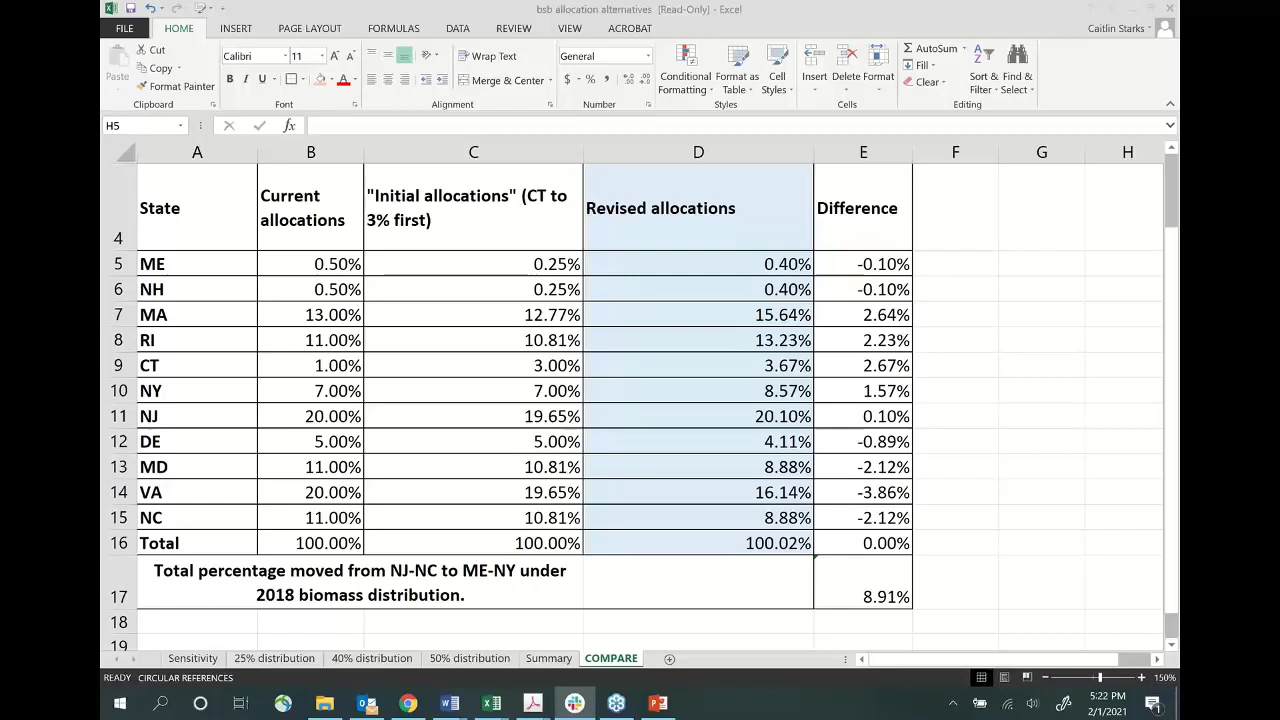 bsb allocation alternatives [Read-Only] - Excel
FILE HOME INSERT PAGE LAYOUT FORMULAS DATA REVIEW VIEW ACROBAT Caitlin Starks
Cut
Copy
Format Painter
Paste
Clipboard
Calibri 11
B I U
Font
Wrap Text
Merge & Center
Alignment
General
$ % ,
Number
Conditional Formatting
Format as Table
Cell Styles
Styles
Insert Delete Format
Cells
AutoSum
Fill
Clear
Sort & Filter
Find & Select
Editing
H5 fx
A B C D E F G H
4 State Current allocations "Initial allocations" (CT to 3% first) Revised allocations Difference
5 ME 0.50% 0.25% 0.40% -0.10%
6 NH 0.50% 0.25% 0.40% -0.10%
7 MA 13.00% 12.77% 15.64% 2.64%
8 RI 11.00% 10.81% 13.23% 2.23%
9 CT 1.00% 3.00% 3.67% 2.67%
10 NY 7.00% 7.00% 8.57% 1.57%
11 NJ 20.00% 19.65% 20.10% 0.10%
12 DE 5.00% 5.00% 4.11% -0.89%
13 MD 11.00% 10.81% 8.88% -2.12%
14 VA 20.00% 19.65% 16.14% -3.86%
15 NC 11.00% 10.81% 8.88% -2.12%
16 Total 100.00% 100.00% 100.02% 0.00%
Total percentage moved from NJ-NC to ME-NY under
17 2018 biomass distribution. 8.91%
18
19
Sensitivity 25% distribution 40% distribution 50% distribution Summary COMPARE
READY CIRCULAR REFERENCES 150%
5:22 PM
2/1/2021